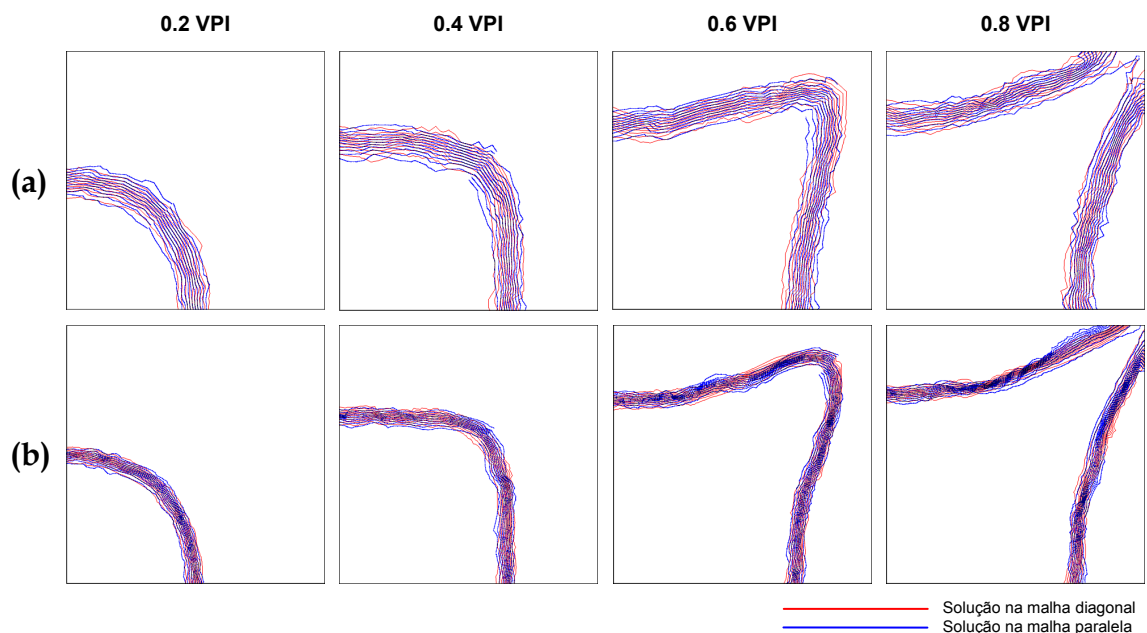 0.2 VPI 0.4 VPI 0.6 VPI 0.8 VPI
(a)
(b)
Solução na malha diagonal
Solução na malha paralela